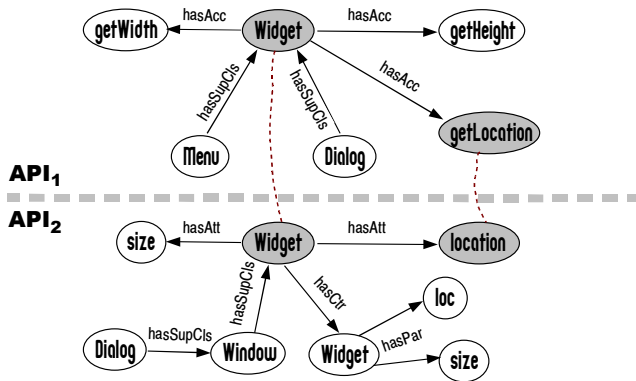 hasAcc
hasAcc
getWidth
Widget
getHeight
hasSupCls
hasSupCls
hasAcc
Menu
Dialog
getLocation
API1
API2
size
hasAtt
Widget
hasAtt
location
hasSupCls
hasCtr
loc
Dialog
hasSupCls
Window
Widget
hasPar
size